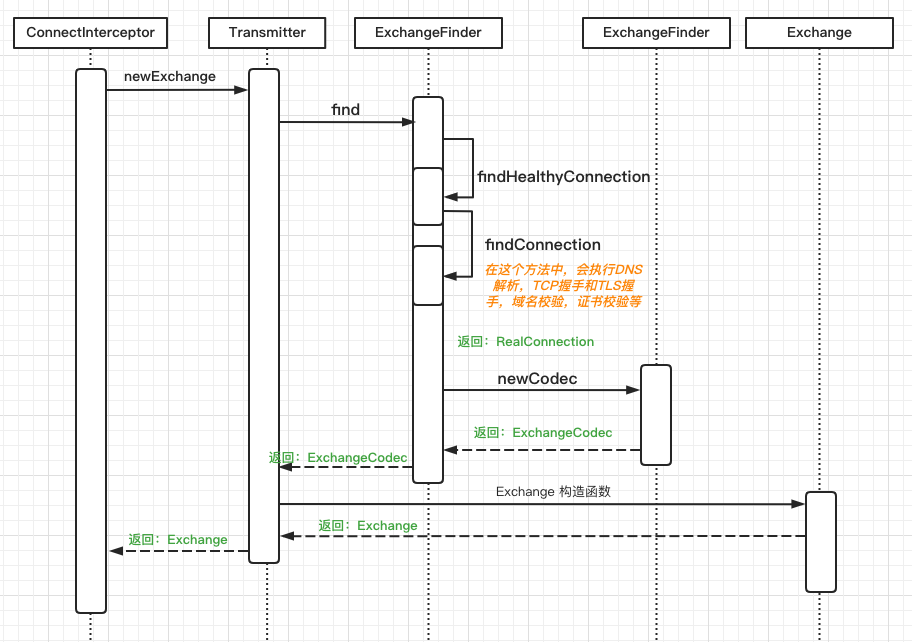 ConnectInterceptor
Transmitter
ExchangeFinder
ExchangeFinder
Exchange
newExchange
find
findHealthyConnection
findConnection
在这个方法中，会执行DNS
解析，TCP握手和TLS握
手，域名校验，证书校验等
返回：RealConnection
newCodec
返回：ExchangeCodec
返回：ExchangeCodec
Exchange 构造函数
返回：Exchange
返回：Exchange